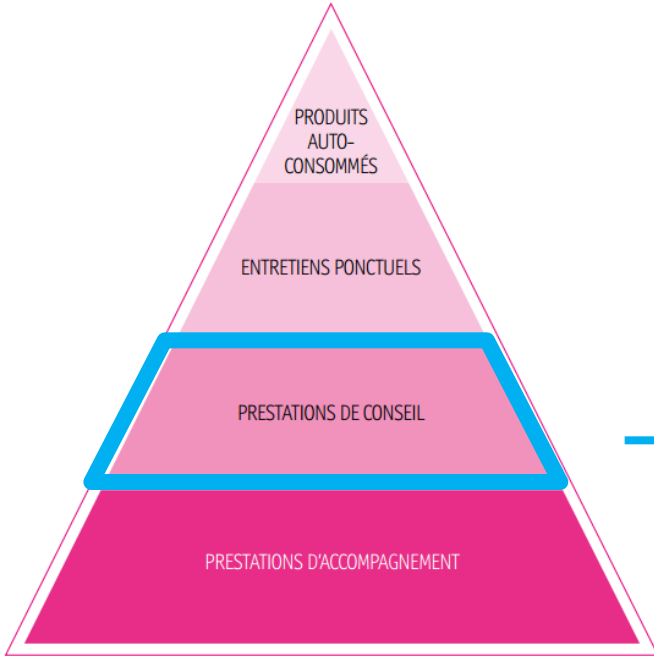 PRODUITS
AUTO-
CONSOMMÉS
ENTRETIENS PONCTUELS
PRESTATIONS DE CONSEIL
PRESTATIONS D'ACCOMPAGNEMENT